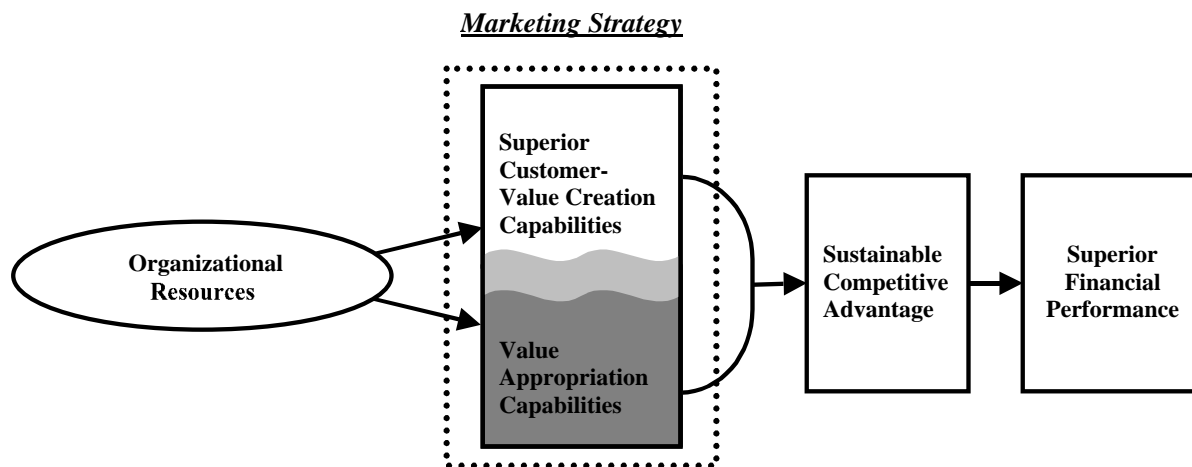 Marketing Strategy
Superior
Customer-
Value Creation
Capabilities
Organizational
Resources
Value
Appropriation
Capabilities
Sustainable
Competitive
Advantage
Superior
Financial
Performance